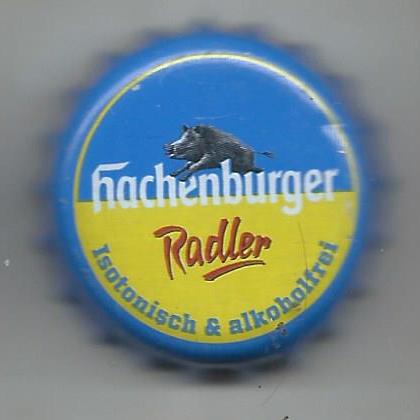 Hachenburger
Radler
Isotonisch & alkoholfrei